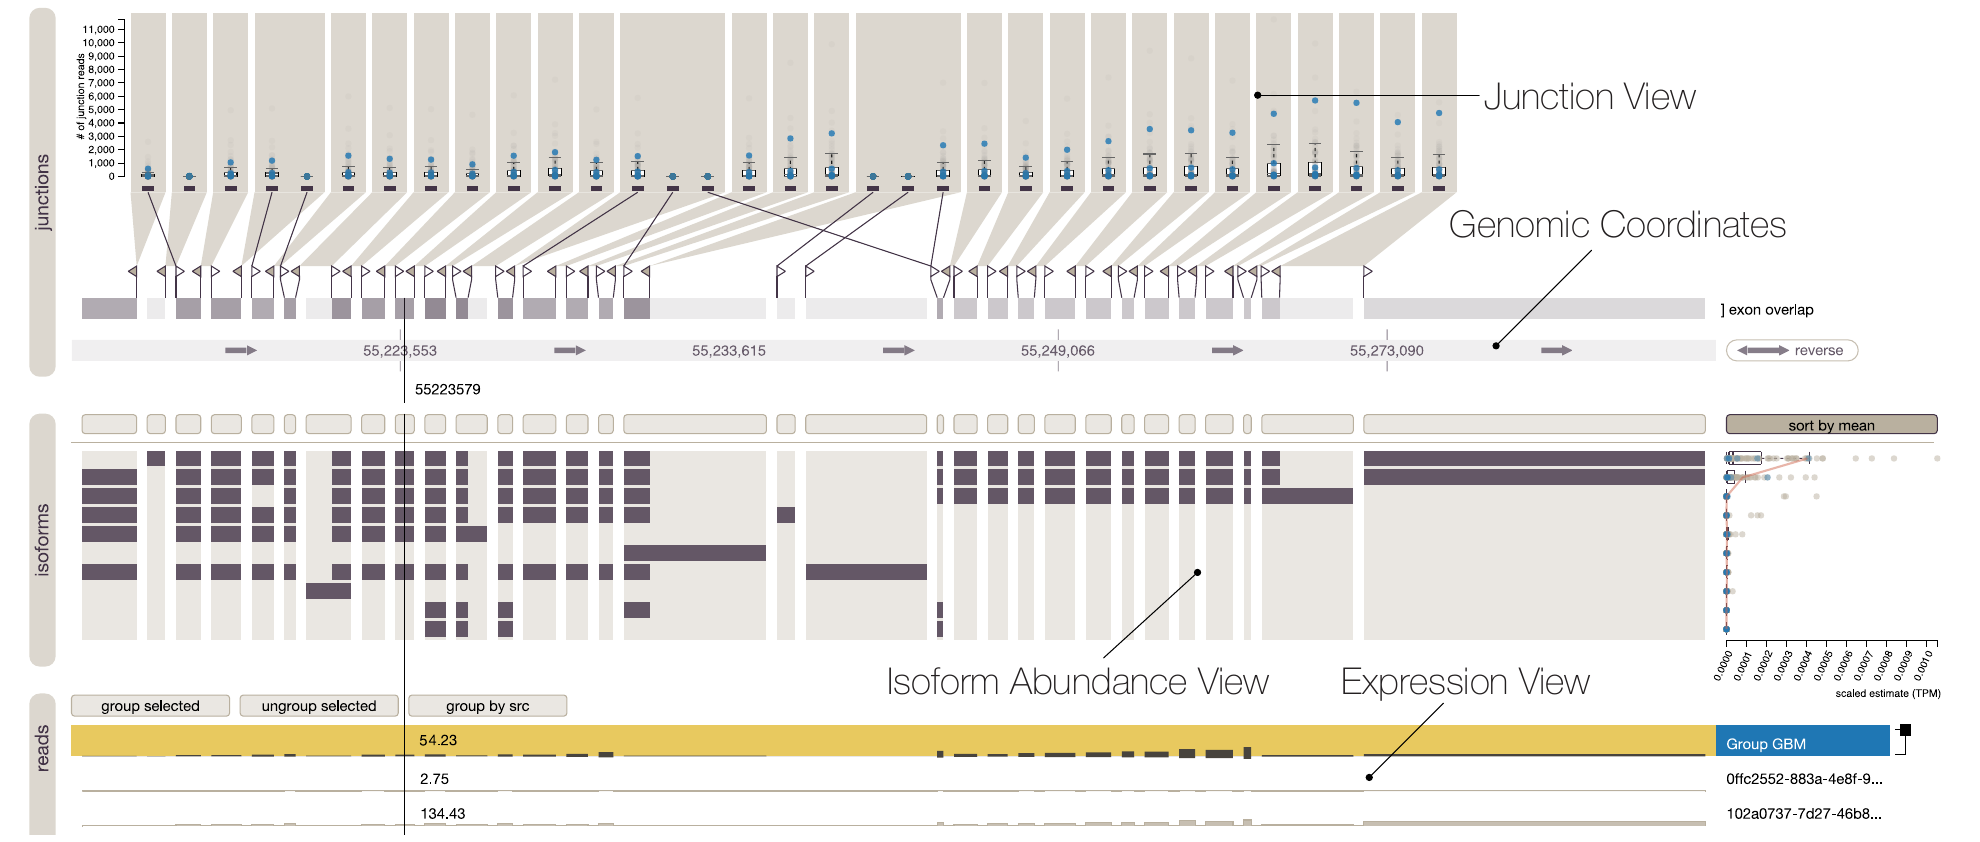 junctions
# of junction reads
11,000
10,000
9,000
8,000
7,000
6,000
5,000
4,000
3,000
2,000
1,000
0
Junction View
Genomic Coordinates
] exon overlap
55,223,553
55,233,615
55,249,066
55,273,090
reverse
55223579
isoforms
sort by mean
0.0000
0.0001
0.0002
0.0003
0.0004
0.0005
0.0006
0.0007
0.0008
0.0009
0.0010
scaled estimate (TPM)
Isoform Abundance View
Expression View
reads
group selected
ungroup selected
group by src
54.23
Group GBM
2.75
0ffc2552-883a-4e8f-9...
134.43
102a0737-7d27-46b8...